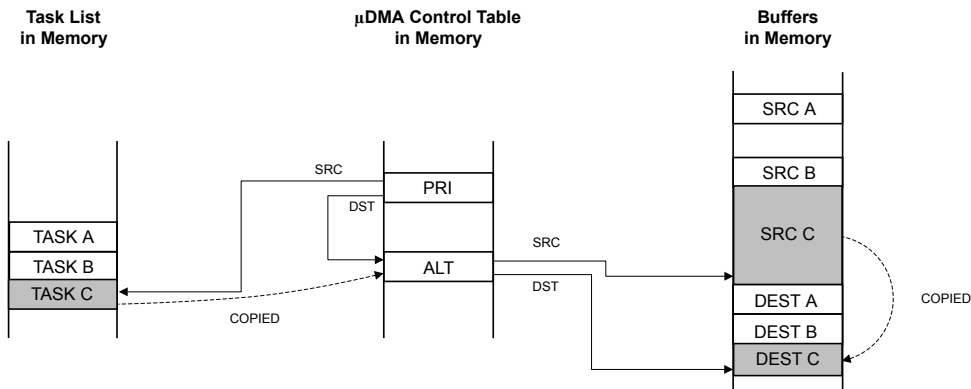 Task List
in Memory
µDMA Control Table
in Memory
Buffers
in Memory
SRC A
SRC B
SRC
PRI
DST
SRC C
TASK A
TASK B
TASK C
ALT
SRC
DST
COPIED
DEST A
DEST B
DEST C
COPIED